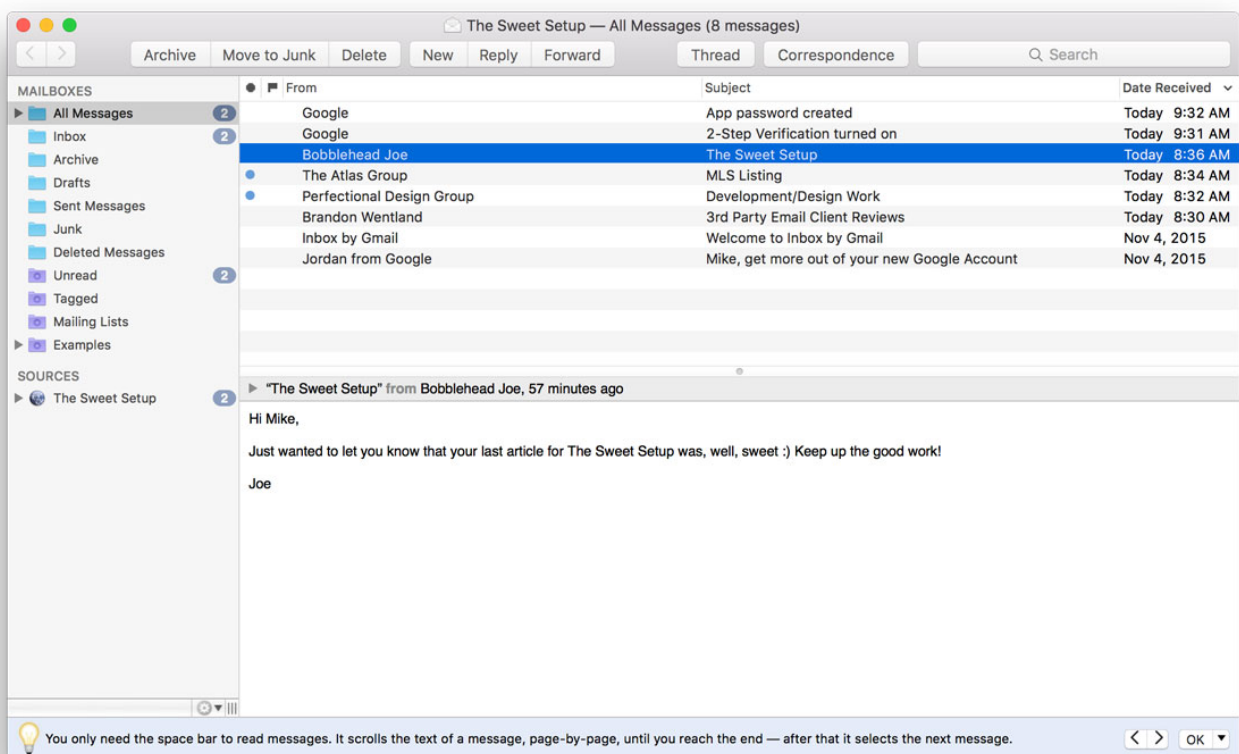 The Sweet Setup — All Messages (8 messages)
Archive Move to Junk Delete New Reply Forward Thread Correspondence Search
MAILBOXES
All Messages 2
Inbox 2
Archive
Drafts
Sent Messages
Junk
Deleted Messages
Unread 2
Tagged
Mailing Lists
Examples
SOURCES
The Sweet Setup 2
From Subject Date Received
Google App password created Today 9:32 AM
Google 2-Step Verification turned on Today 9:31 AM
Bobblehead Joe The Sweet Setup Today 8:36 AM
The Atlas Group MLS Listing Today 8:34 AM
Perfectional Design Group Development/Design Work Today 8:32 AM
Brandon Wentland 3rd Party Email Client Reviews Today 8:30 AM
Inbox by Gmail Welcome to Inbox by Gmail Nov 4, 2015
Jordan from Google Mike, get more out of your new Google Account Nov 4, 2015
"The Sweet Setup" from Bobblehead Joe, 57 minutes ago
Hi Mike,
Just wanted to let you know that your last article for The Sweet Setup was, well, sweet :) Keep up the good work!
Joe
You only need the space bar to read messages. It scrolls the text of a message, page-by-page, until you reach the end — after that it selects the next message.
OK